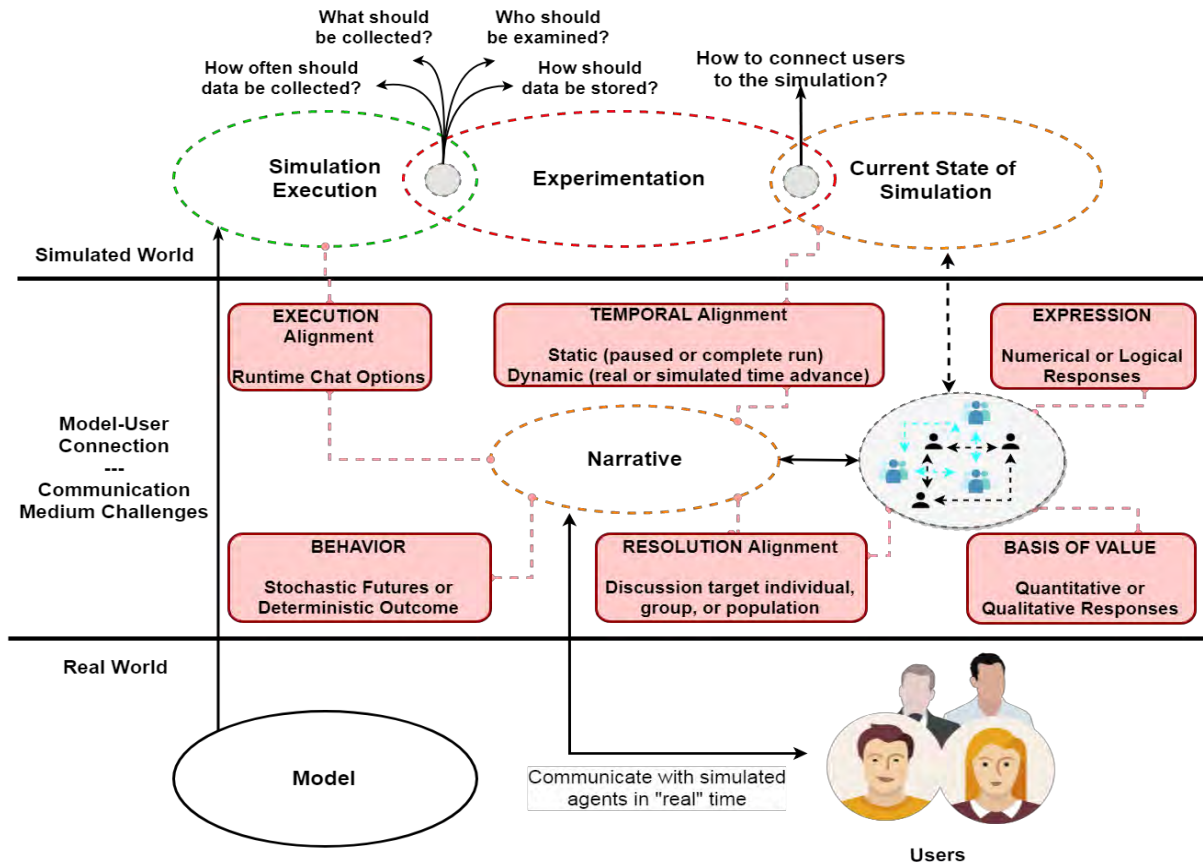 What should
be collected?
Who should
be examined?
How often should
data be collected?
How should
data be stored?
How to connect users
to the simulation?
Simulation
Execution
Experimentation
Current State of
Simulation
Simulated World
EXECUTION
Alignment
Runtime Chat Options
TEMPORAL Alignment
Static (paused or complete run)
Dynamic (real or simulated time advance)
EXPRESSION
Numerical or Logical
Responses
Model-User
Connection
---
Communication
Medium Challenges
Narrative
BEHAVIOR
Stochastic Futures or
Deterministic Outcome
RESOLUTION Alignment
Discussion target individual,
group, or population
BASIS OF VALUE
Quantitative or
Qualitative Responses
Real World
Model
Communicate with simulated
agents in "real" time
Users